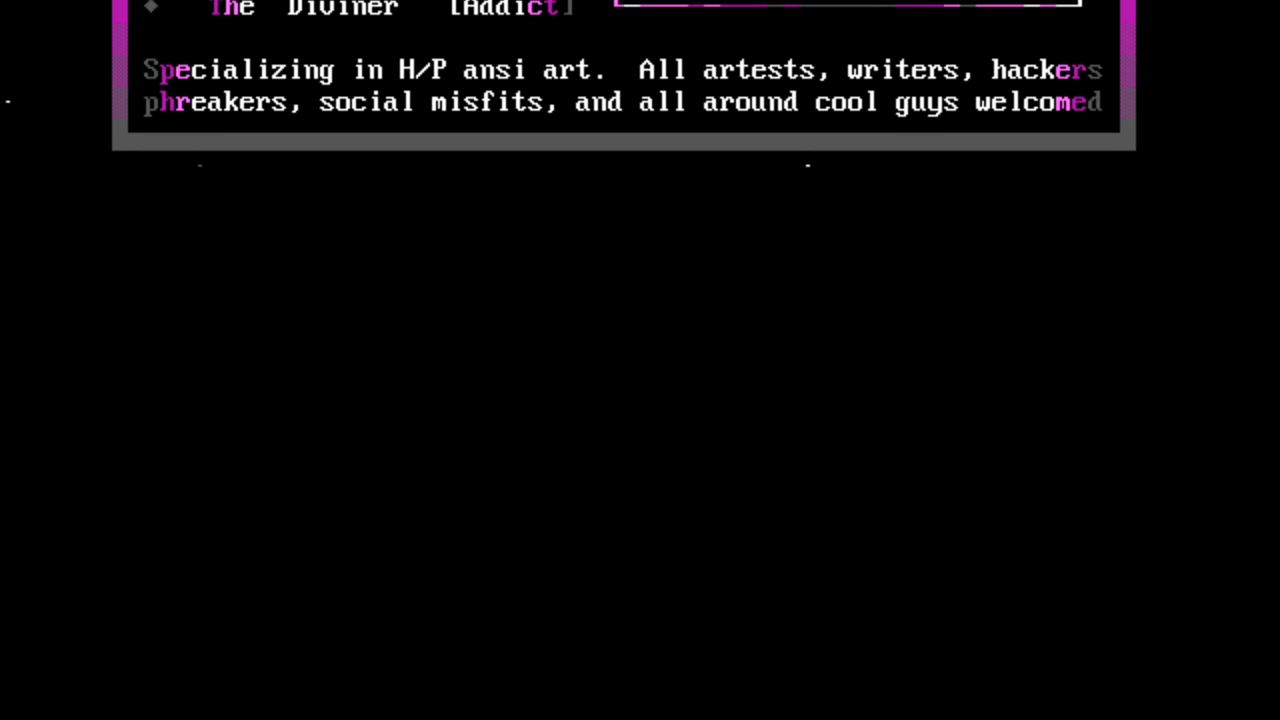 The Diviner [Addict]
Specializing in H/P ansi art. All artests, writers, hackers
phreakers, social misfits, and all around cool guys welcomed